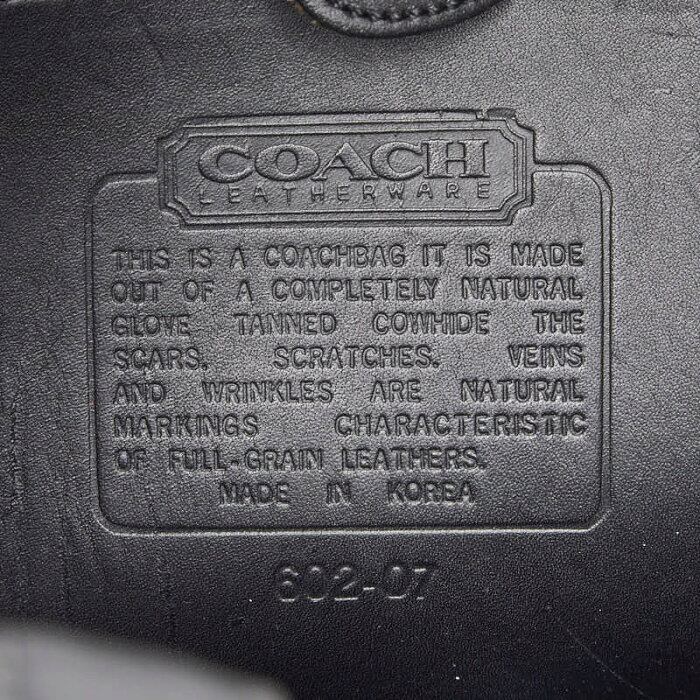 COACH
LEATHERWARE
THIS IS A COACHBAG IT IS MADE
OUT OF A COMPLETELY NATURAL
GLOVE TANNED COWHIDE THE
SCARS. SCRATCHES. VEINS
AND WRINKLES ARE NATURAL
MARKINGS CHARACTERISTIC
OF FULL-GRAIN LEATHERS.
MADE IN KOREA
602-07